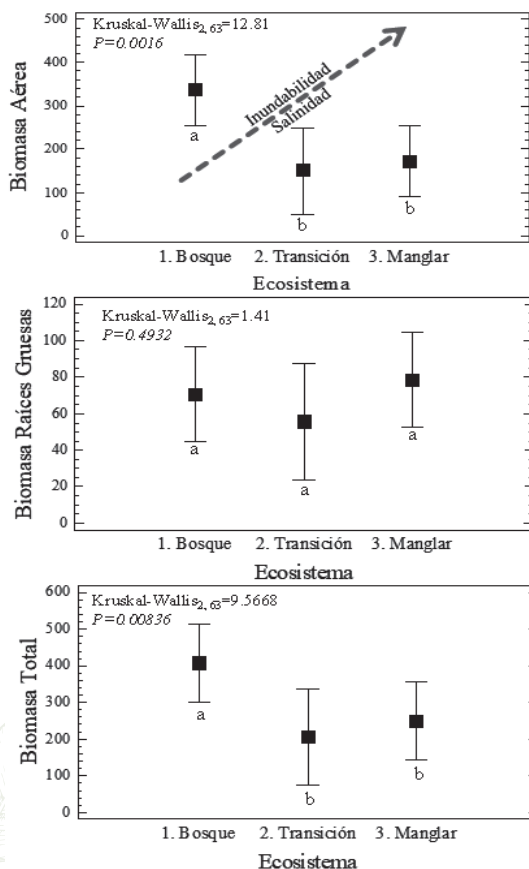 500
Kruskal-Wallis2, 63=12.81
P=0.0016
400
300
200
100
0
Biomasa Aérea
Inundabilidad
Salinidad
a
b
b
1. Bosque 2. Transición 3. Manglar
Ecosistema
120
Kruskal-Wallis2, 63=1.41
P=0.4932
100
80
60
40
20
0
Biomasa Raíces Gruesas
a
a
a
1. Bosque 2. Transición 3. Manglar
Ecosistema
600
Kruskal-Wallis2, 63=9.5668
P=0.00836
500
400
300
200
100
0
Biomasa Total
a
b
b
1. Bosque 2. Transición 3. Manglar
Ecosistema